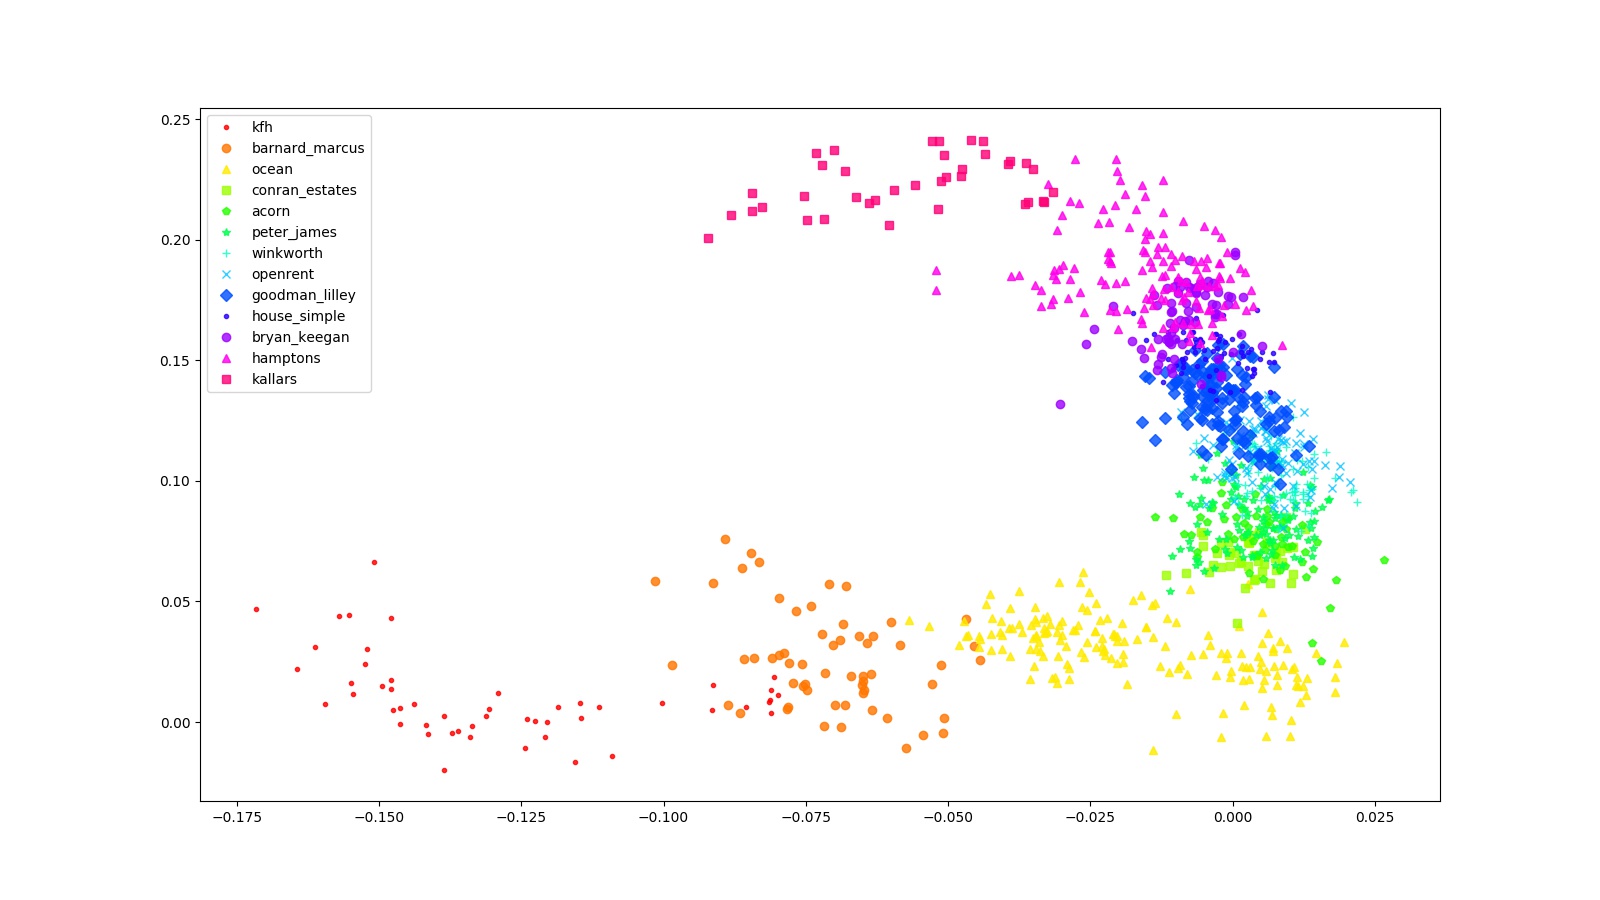 0.25
0.20
0.15
0.10
0.05
0.00
kfh
barnard_marcus
ocean
conran_estates
acorn
peter_james
winkworth
openrent
goodman_lilley
house_simple
bryan_keegan
hamptons
kallars
−0.175 −0.150 −0.125 −0.100 −0.075 −0.050 −0.025 0.000 0.025